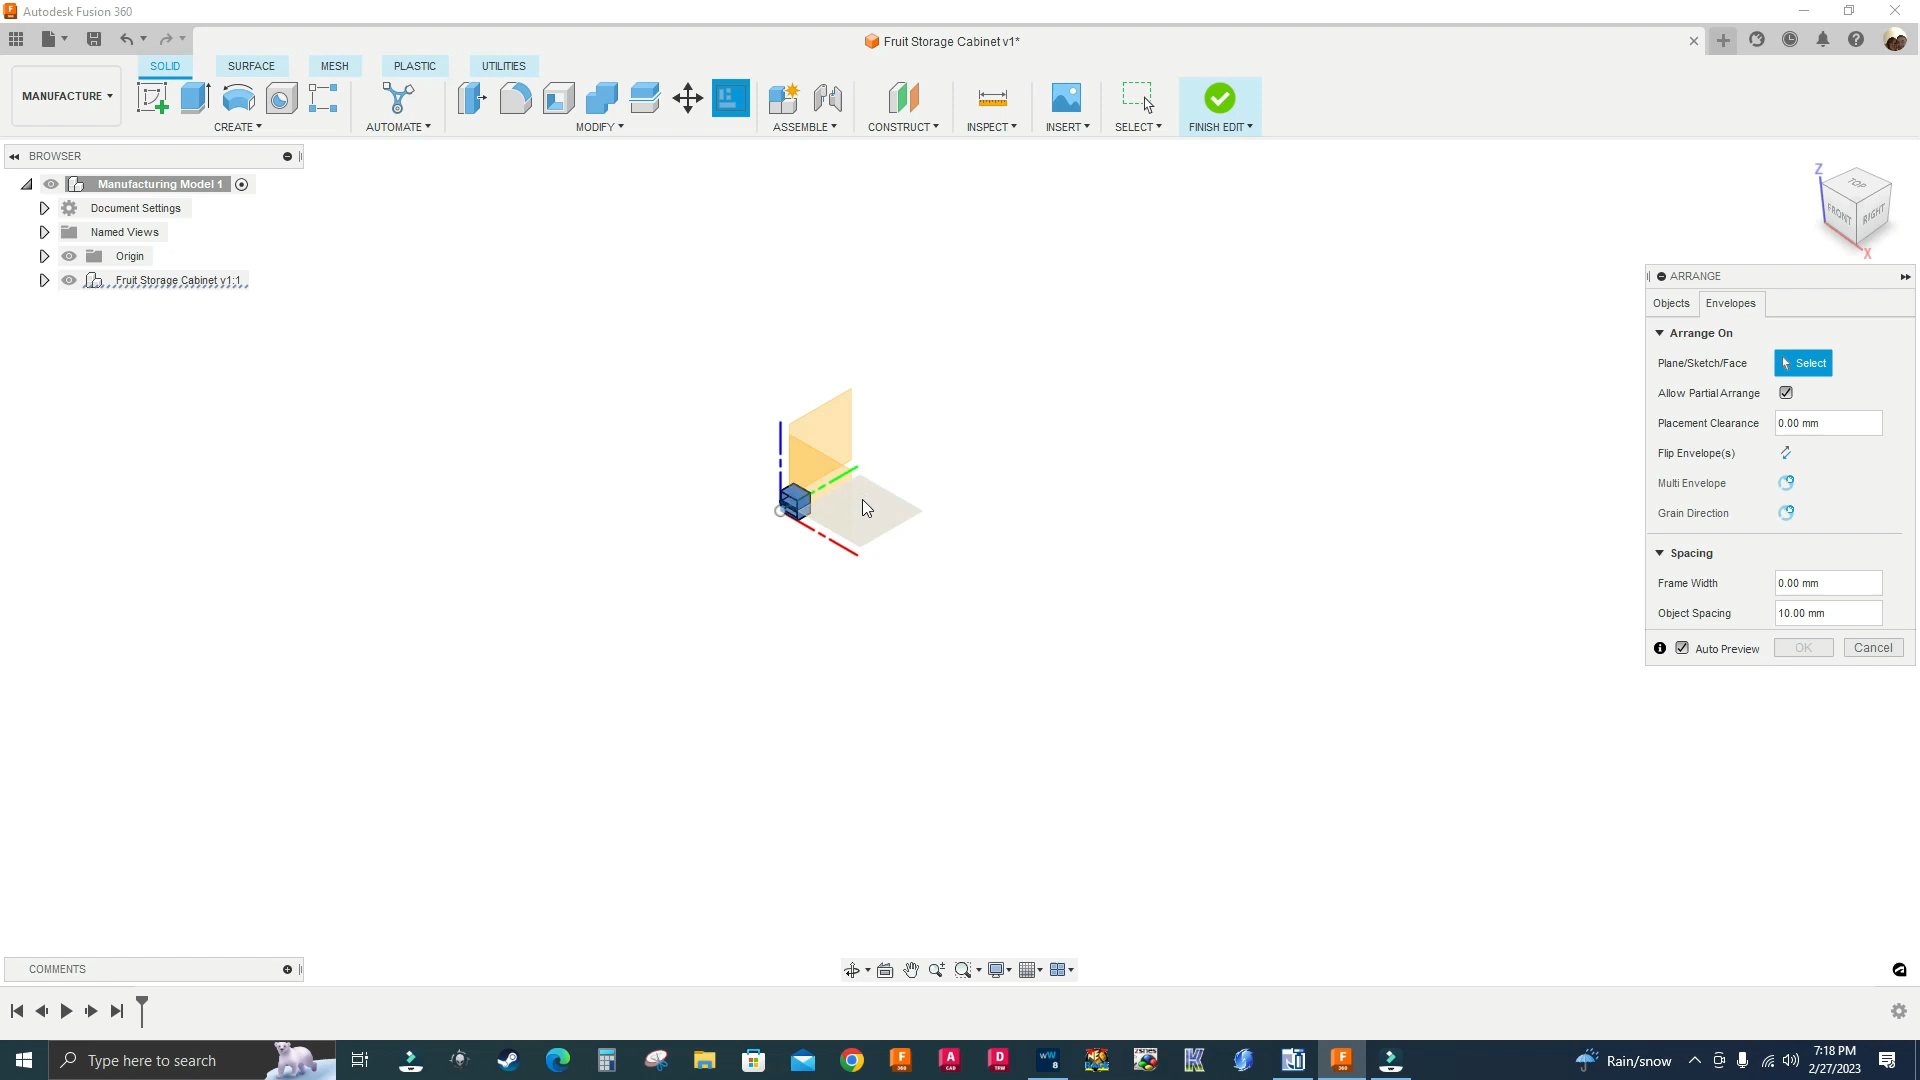 Autodesk Fusion 360
Fruit Storage Cabinet v1*
SOLID
SURFACE
MESH
PLASTIC
UTILITIES
MANUFACTURE
CREATE
AUTOMATE
MODIFY
ASSEMBLE
CONSTRUCT
INSPECT
INSERT
SELECT
FINISH EDIT
BROWSER
Manufacturing Model 1
Document Settings
Named Views
Origin
Fruit Storage Cabinet v1:1
Z
TOP
FRONT
RIGHT
X
ARRANGE
Objects
Envelopes
Arrange On
Plane/Sketch/Face
Select
Allow Partial Arrange
Placement Clearance
0.00 mm
Flip Envelope(s)
Multi Envelope
Grain Direction
Spacing
Frame Width
0.00 mm
Object Spacing
10.00 mm
Auto Preview
OK
Cancel
COMMENTS
Type here to search
Rain/snow
7:18 PM
2/27/2023